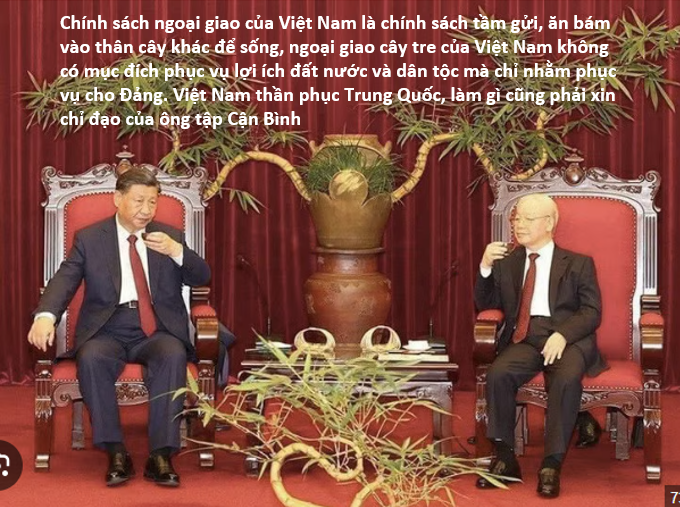 Chính sách ngoại giao của Việt Nam là chính sách tầm gửi, ăn bám
vào thân cây khác để sống, ngoại giao cây tre của Việt Nam không
có mục đích phục vụ lợi ích đất nước và dân tộc mà chỉ nhằm phục
vụ cho Đảng. Việt Nam thần phục Trung Quốc, làm gì cũng phải xin
chỉ đạo của ông tập Cận Bình